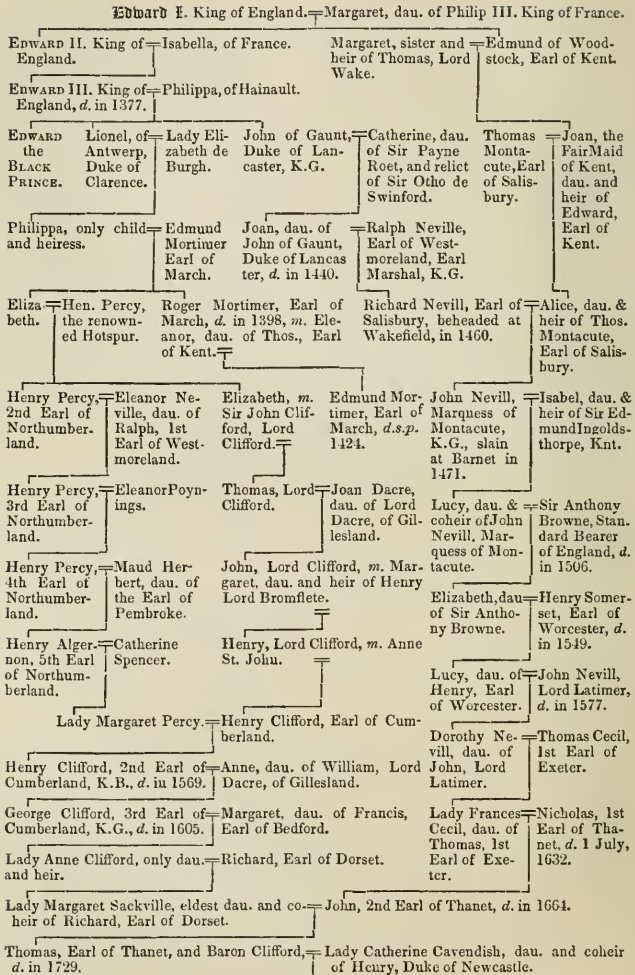 Edward I. King of England.=Margaret, dau. of Philip III. King of France.
EDWARD II. King of=Isabella, of France.
England.
Margaret, sister and=Edmund of Wood-
heir of Thomas, Lord stock, Earl of Kent.
Wake.
EDWARD III. King of=Philippa, of Hainault.
England, d. in 1377.
EDWARD
the
BLACK
PRINCE.
Lionel, of=Lady Eli-
Antwerp, zabeth de
Duke of Burgh.
Clarence.
John of Gaunt,=Catherine, dau.
Duke of Lan- of Sir Payne
caster, K.G. Roet, and relict
of Sir Otho de
Swinford.
Thomas =Joan, the
Monta- FairMaid
cute, Earl of Kent,
of Salis- dau. and
bury. heir of
Edward,
Earl of
Kent.
Philippa, only child=Edmund
and heiress. Mortimer
Earl of
March.
Joan, dau. of=Ralph Neville,
John of Gaunt, Earl of West-
Duke of Lancas moreland, Earl
ter, d. in 1440. Marshal, K.G.
Eliza-=Hen. Percy,
beth. the renown-
ed Hotspur.
Roger Mortimer, Earl of
March, d. in 1398, m. Ele-
anor, dau. of Thos., Earl
of Kent.=
Richard Nevill, Earl of=Alice, dau. &
Salisbury, beheaded at heir of Thos.
Wakefield, in 1460. Montacute,
Earl of Salis-
bury.
Henry Percy,=Eleanor Ne-
2nd Earl of ville, dau. of
Northumber- Ralph, 1st
land. Earl of West-
moreland.
Elizabeth, m.
Sir John Clif-
ford, Lord
Clifford.=
Edmund Mor-
timer, Earl of
March, d.s.p.
1424.
John Nevill,=Isabel, dau. &
Marquess of heir of Sir Ed-
Montacute, mundIngolds-
K.G., slain thorpe, Knt.
at Barnet in
1471.
Henry Percy,=EleanorPoyn-
3rd Earl of ings.
Northumber-
land.
Thomas, Lord=Joan Dacre,
Clifford. dau. of Lord
Dacre, of Gil-
lesland.
Lucy, dau. &=Sir Anthony
coheir of John Browne, Stan.
Nevill, Mar- dard Bearer
quess of Mon- of England, d.
tacute. in 1506.
Henry Percy,=Maud Her-
4th Earl of bert, dau. of
Northumber- the Earl of
land. Pembroke.
John, Lord Clifford, m. Mar-
garet, dau. and heir of Henry
Lord Bromflete.
=
Elizabeth, dau=Henry Somer-
of Sir Antho- set, Earl of
ny Browne. Worcester, d.
in 1549.
Henry Alger-=Catherine
non, 5th Earl Spencer.
of Northum-
berland.
Henry, Lord Clifford, m. Anne
St. John. =
Lucy, dau. of=John Nevill,
Henry, Earl Lord Latimer,
of Worcester. d. in 1577.
Lady Margaret Percy.=Henry Clifford, Earl of Cum-
berland.
Dorothy Ne-=Thomas Cecil,
vill, dau. of 1st Earl of
John, Lord Exeter.
Latimer.
Henry Clifford, 2nd Earl of=Anne, dau. of William, Lord
Cumberland, K.B., d. in 1569. Dacre, of Gillesland.
George Clifford, 3rd Earl of=Margaret, dau. of Francis,
Cumberland, K.G., d. in 1605. Earl of Bedford.
Lady Frances=Nicholas, 1st
Cecil, dau. of Earl of Tha-
Thomas, 1st net, d. 1 July,
Earl of Exe- 1632.
ter.
Lady Anne Clifford, only dau.=Richard, Earl of Dorset.
and heir.
Lady Margaret Sackville, eldest dau. and co-=John, 2nd Earl of Thanet, d. in 1664.
heir of Richard, Earl of Dorset.
Thomas, Earl of Thanet, and Baron Clifford,=Lady Catherine Cavendish, dau. and coheir
d. in 1729. of Henry, Duke of Newcastle.